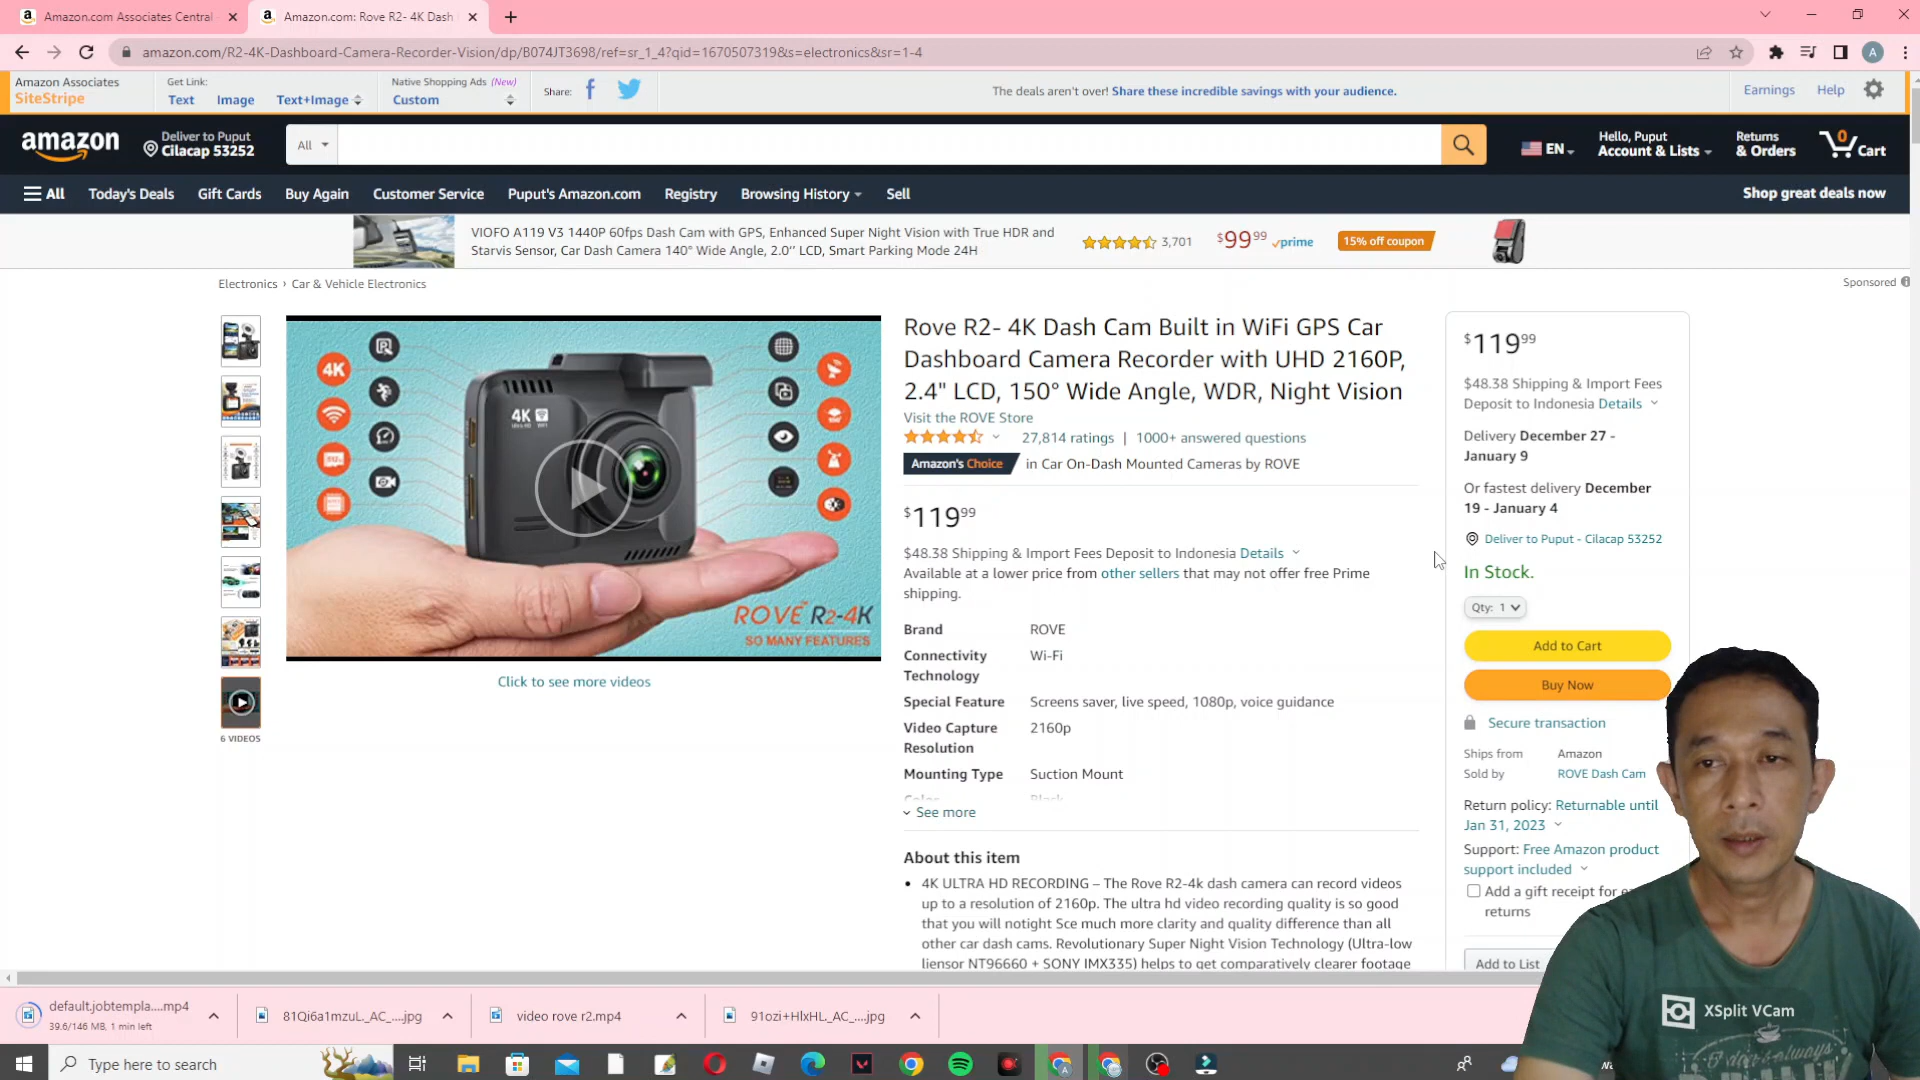 Amazon.com Associates Central
Amazon.com: Rove R2- 4K Dash
amazon.com/R2-4K-Dashboard-Camera-Recorder-Vision/dp/B074JT3698/ref=sr_1_4?qid=1670507319&s=electronics&sr=1-4
A
Amazon Associates
SiteStripe
Get Link:
Text Image Text+Image
Native Shopping Ads (New)
Custom
Share:
The deals aren't over! Share these incredible savings with your audience.
Earnings Help
amazon
Deliver to Puput
Cilacap 53252
All
EN
Hello, Puput
Account & Lists
Returns
& Orders
0
Cart
All Today's Deals Gift Cards Buy Again Customer Service Puput's Amazon.com Registry Browsing History Sell
Shop great deals now
VIOFO A119 V3 1440P 60fps Dash Cam with GPS, Enhanced Super Night Vision with True HDR and
Starvis Sensor, Car Dash Camera 140° Wide Angle, 2.0'' LCD, Smart Parking Mode 24H
3,701
$99 99 prime
15% off coupon
Electronics › Car & Vehicle Electronics
Sponsored
4K
4K
ROVE R2-4K
SO MANY FEATURES
Click to see more videos
6 VIDEOS
Rove R2- 4K Dash Cam Built in WiFi GPS Car
Dashboard Camera Recorder with UHD 2160P,
2.4" LCD, 150° Wide Angle, WDR, Night Vision
Visit the ROVE Store
27,814 ratings | 1000+ answered questions
Amazon's Choice in Car On-Dash Mounted Cameras by ROVE
$119 99
$48.38 Shipping & Import Fees Deposit to Indonesia Details
Available at a lower price from other sellers that may not offer free Prime
shipping.
Brand ROVE
Connectivity Technology Wi-Fi
Special Feature Screens saver, live speed, 1080p, voice guidance
Video Capture Resolution 2160p
Mounting Type Suction Mount
Color Black
See more
About this item
• 4K ULTRA HD RECORDING – The Rove R2-4k dash camera can record videos
up to a resolution of 2160p. The ultra hd video recording quality is so good
that you will notight Sce much more clarity and quality difference than all
other car dash cams. Revolutionary Super Night Vision Technology (Ultra-low
liensor NT96660 + SONY IMX335) helps to get comparatively clearer footage
$119 99
$48.38 Shipping & Import Fees
Deposit to Indonesia Details
Delivery December 27 -
January 9
Or fastest delivery December
19 - January 4
Deliver to Puput - Cilacap 53252
In Stock.
Qty: 1
Add to Cart
Buy Now
Secure transaction
Ships from Amazon
Sold by ROVE Dash Cam
Return policy: Returnable until
Jan 31, 2023
Support: Free Amazon product
support included
Add a gift receipt for
returns
Add to List
XSplit VCam
default.jobtempla....mp4
39.6/146 MB, 1 min left
81Qi6a1mzuL._AC_....jpg
video rove r2.mp4
91ozi+HlxHL._AC_....jpg
Type here to search